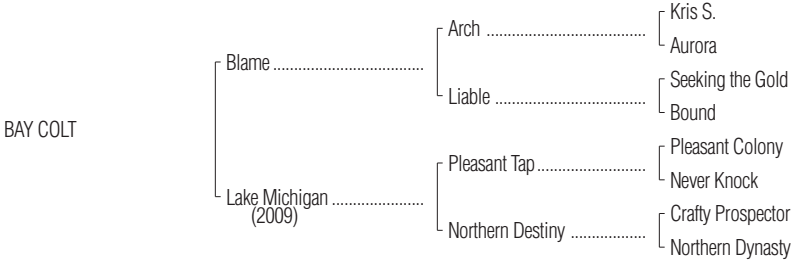 Kris S.
Arch ....................................
Aurora
Blame ..................................
Seeking the Gold
Liable ..................................
Bound
BAY COLT
Pleasant Colony
Pleasant Tap.........................
Never Knock
Lake Michigan .....................
(2009)
Crafty Prospector
Northern Destiny .................
Northern Dynasty